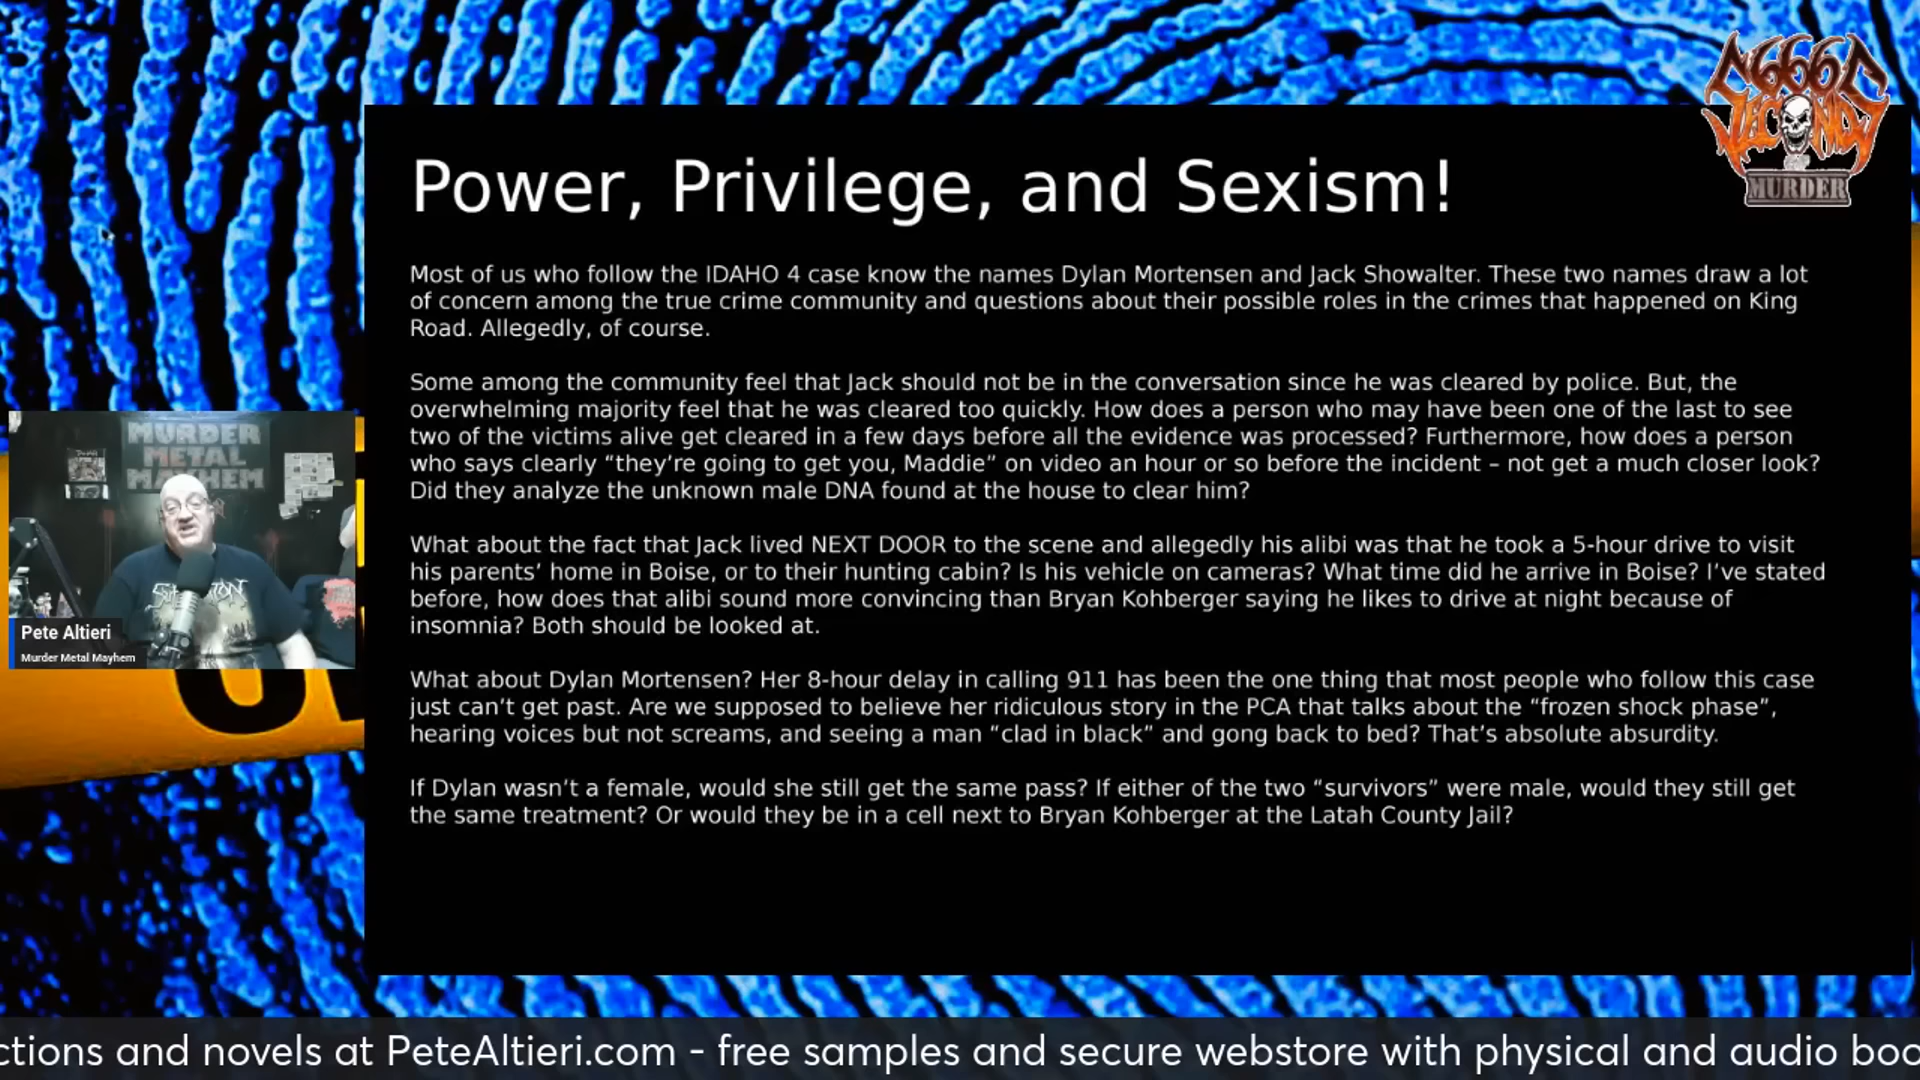 6666
SECONDS
MURDER
Power, Privilege, and Sexism!
Most of us who follow the IDAHO 4 case know the names Dylan Mortensen and Jack Showalter. These two names draw a lot
of concern among the true crime community and questions about their possible roles in the crimes that happened on King
Road. Allegedly, of course.
Some among the community feel that Jack should not be in the conversation since he was cleared by police. But, the
overwhelming majority feel that he was cleared too quickly. How does a person who may have been one of the last to see
two of the victims alive get cleared in a few days before all the evidence was processed? Furthermore, how does a person
who says clearly “they’re going to get you, Maddie” on video an hour or so before the incident – not get a much closer look?
Did they analyze the unknown male DNA found at the house to clear him?
What about the fact that Jack lived NEXT DOOR to the scene and allegedly his alibi was that he took a 5-hour drive to visit
his parents’ home in Boise, or to their hunting cabin? Is his vehicle on cameras? What time did he arrive in Boise? I’ve stated
before, how does that alibi sound more convincing than Bryan Kohberger saying he likes to drive at night because of
insomnia? Both should be looked at.
What about Dylan Mortensen? Her 8-hour delay in calling 911 has been the one thing that most people who follow this case
just can’t get past. Are we supposed to believe her ridiculous story in the PCA that talks about the “frozen shock phase”,
hearing voices but not screams, and seeing a man “clad in black” and gong back to bed? That’s absolute absurdity.
If Dylan wasn’t a female, would she still get the same pass? If either of the two “survivors” were male, would they still get
the same treatment? Or would they be in a cell next to Bryan Kohberger at the Latah County Jail?
MURDER
METAL
MAYHEM
Pete Altieri
Murder Metal Mayhem
ctions and novels at PeteAltieri.com - free samples and secure webstore with physical and audio boo